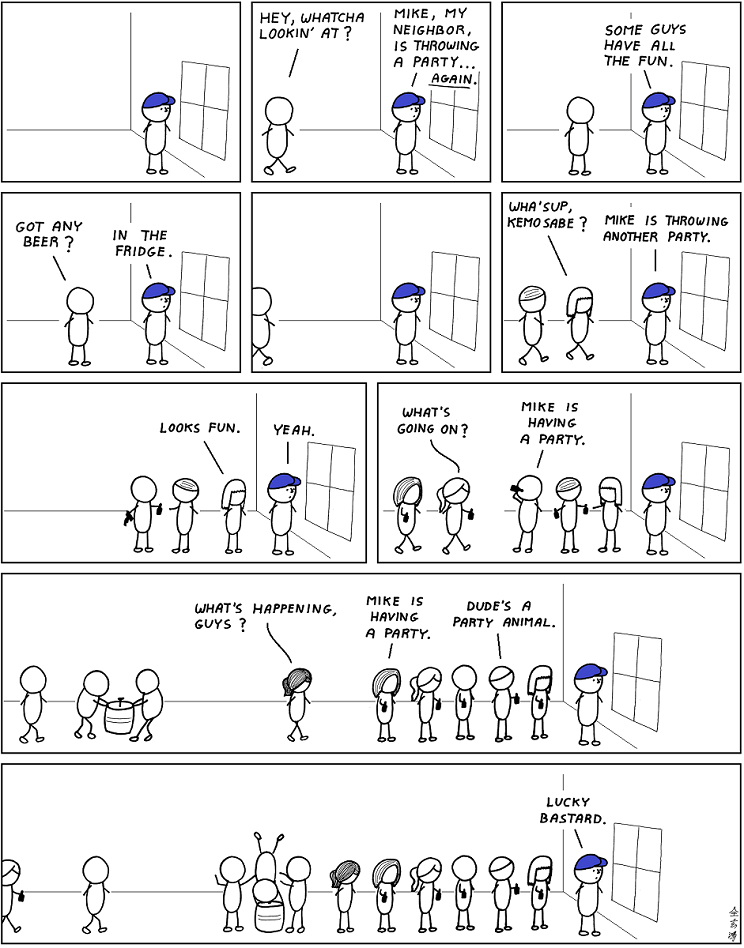 HEY, WHATCHA
LOOKIN' AT?
MIKE, MY
NEIGHBOR,
IS THROWING
A PARTY...
AGAIN.
SOME GUYS
HAVE ALL
THE FUN.
GOT ANY
BEER?
IN THE
FRIDGE.
WHA'SUP,
KEMOSABE?
MIKE IS THROWING
ANOTHER PARTY.
LOOKS FUN.
YEAH.
WHAT'S
GOING ON?
MIKE IS
HAVING
A PARTY.
WHAT'S HAPPENING,
GUYS?
MIKE IS
HAVING
A PARTY.
DUDE'S A
PARTY ANIMAL.
LUCKY
BASTARD.